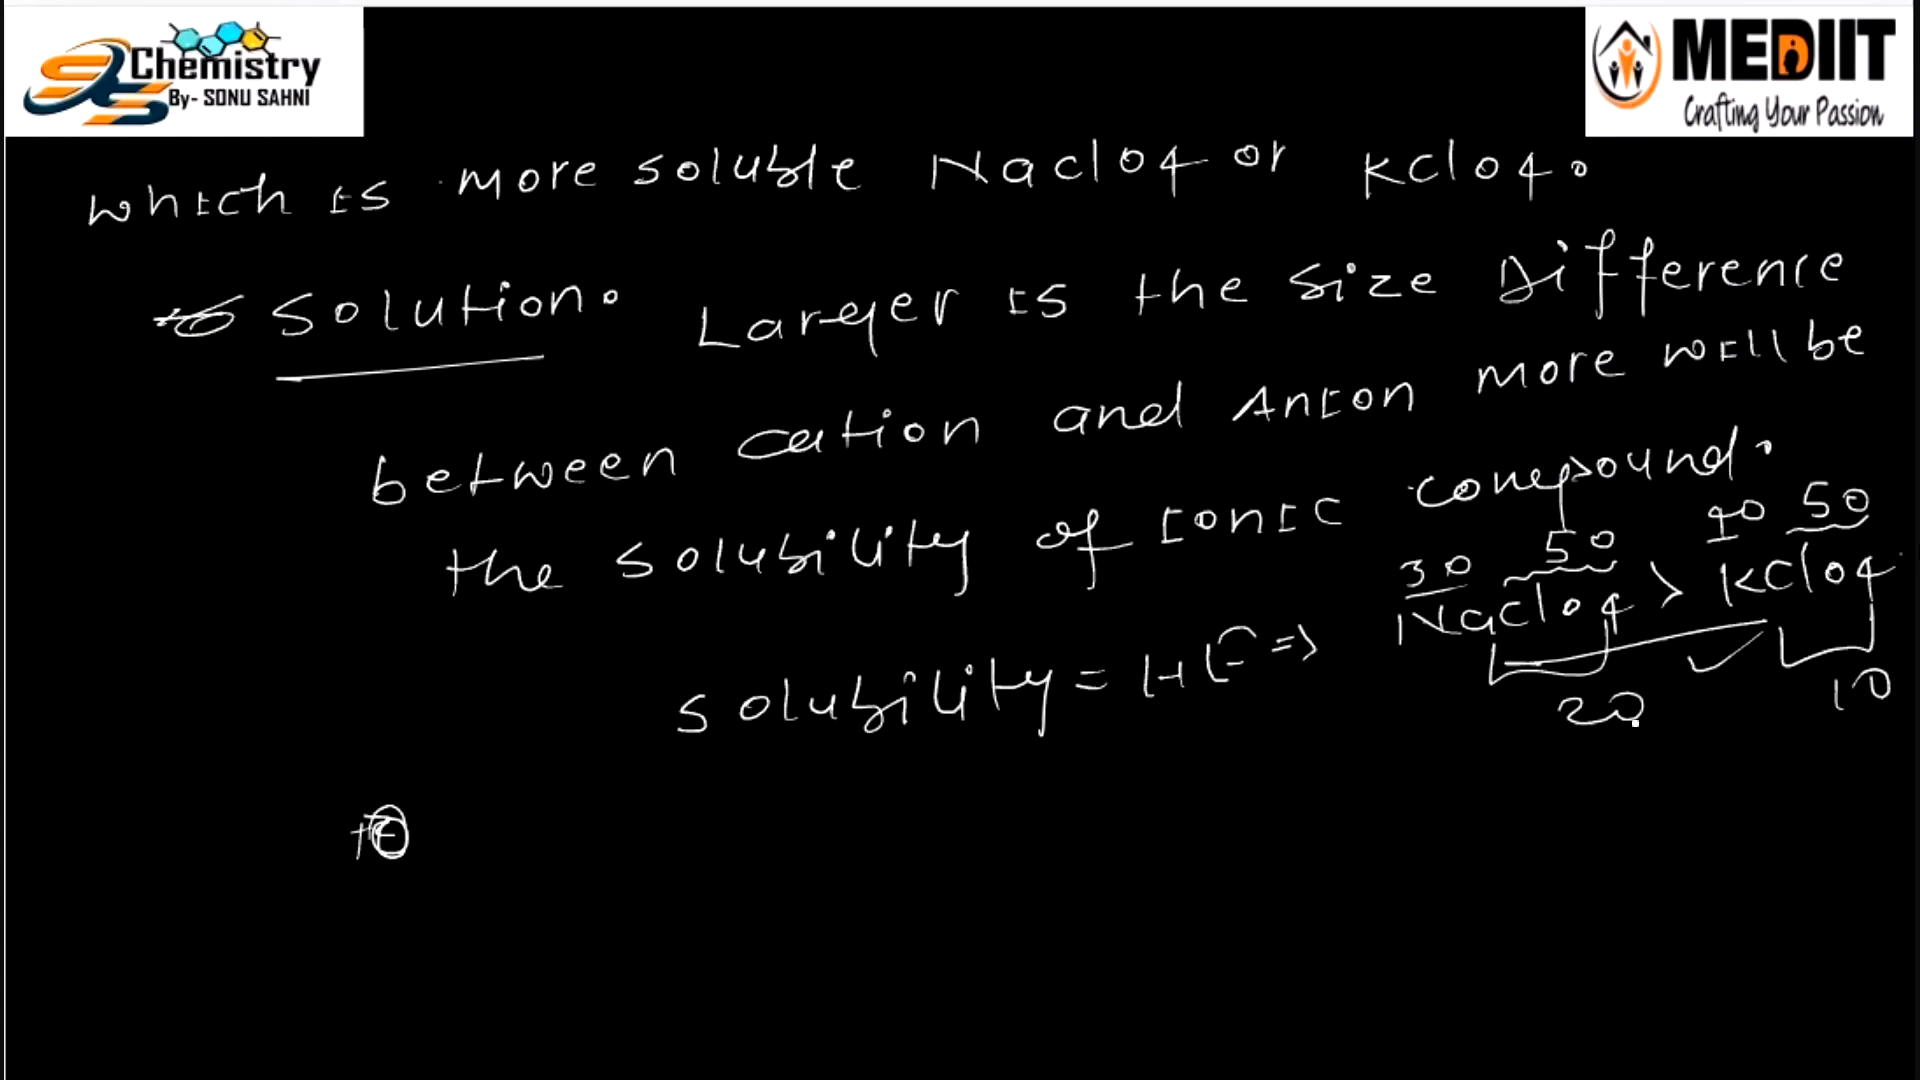 Chemistry
By- SONU SAHNI
MEDIIT
Crafting Your Passion
which is more soluble NaClO4 or KClO4.
Solution. Larger is the size Difference
between cation and Anion more will be
the solubility of ionic compound.
30 50 40 50
NaClO4 > KClO4
solubility = HE =>
20 10